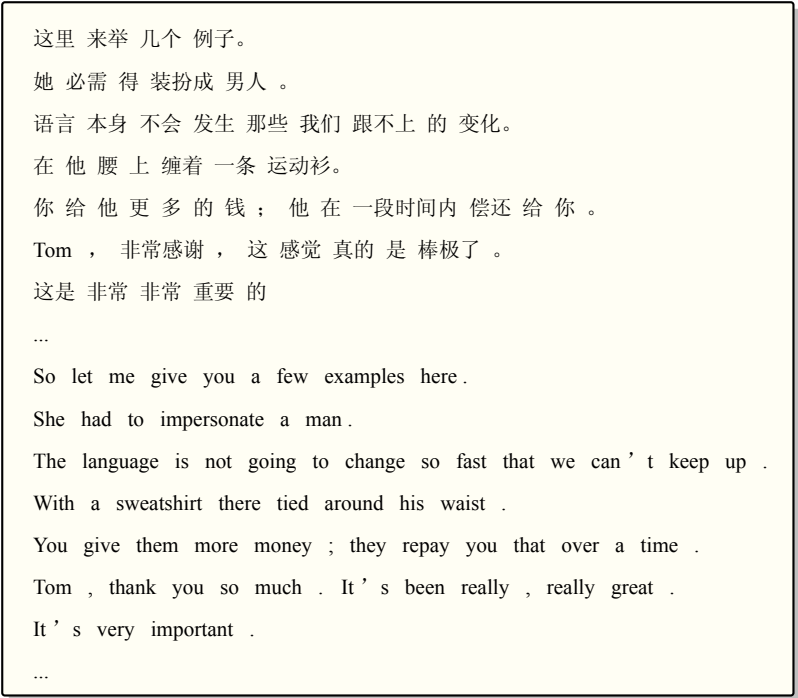 这里 来举 几个 例子。
她 必需 得 装扮成 男人 。
语言 本身 不会 发生 那些 我们 跟不上 的 变化。
在 他 腰 上 缠着 一条 运动衫。
你 给 他 更 多 的 钱 ； 他 在 一段时间内 偿还 给 你 。
Tom ， 非常感谢 ， 这 感觉 真的 是 棒极了 。
这是 非常 非常 重要 的
...
So let me give you a few examples here .
She had to impersonate a man .
The language is not going to change so fast that we can ’ t keep up .
With a sweatshirt there tied around his waist .
You give them more money ; they repay you that over a time .
Tom , thank you so much . It ’ s been really , really great .
It ’ s very important .
...